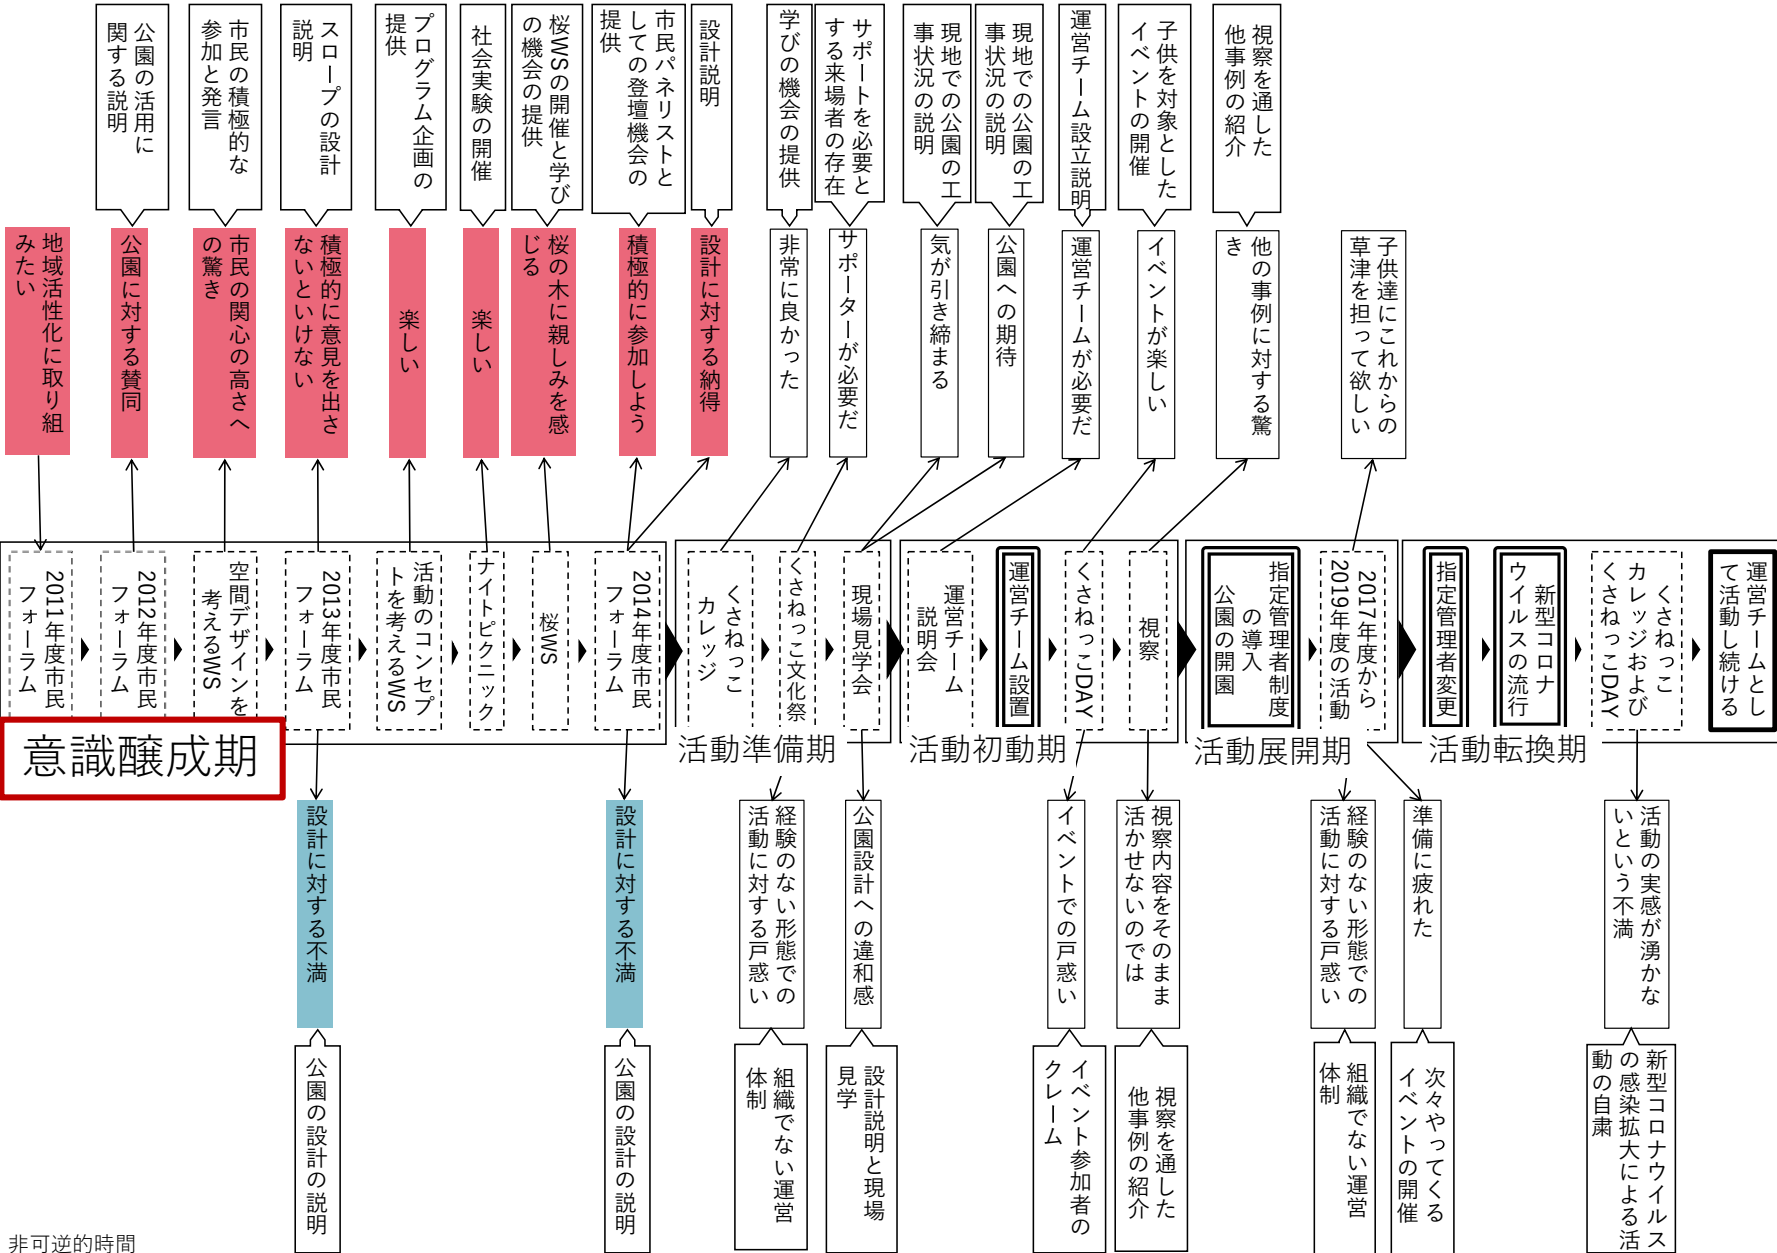 公園の活用に
関する説明
市民の積極的な
参加と発言
スロープの設計
説明
プログラム企画の
提供
社会実験の開催
桜WSの開催と学び
の機会の提供
市民パネリストと
しての登壇機会の
提供
設計説明
学びの機会の提供
サポートを必要と
する来場者の存在
現地での公園の工
事状況の説明
現地での公園の工
事状況の説明
運営チーム設立説明
子供を対象とした
イベントの開催
視察を通した
他事例の紹介
地域活性化に取り組
みたい
公園に対する賛同
市民の関心の高さへ
の驚き
積極的に意見を出さ
ないといけない
楽しい
楽しい
桜の木に親しみを感
じる
積極的に参加しよう
設計に対する納得
非常に良かった
サポーターが必要だ
気が引き締まる
公園への期待
運営チームが必要だ
イベントが楽しい
他の事例に対する驚
き
子供達にこれからの
草津を担って欲しい
2011年度市民
フォーラム
2012年度市民
フォーラム
空間デザインを
考えるWS
2013年度市民
フォーラム
活動のコンセプ
トを考えるWS
ナイトピクニック
桜WS
2014年度市民
フォーラム
くさねっこ
カレッジ
くさねっこ文化祭
現場見学会
運営チーム
説明会
運営チーム設置
くさねっこDAY
視察
指定管理者制度
の導入
公園の開園
2017年度から
2019年度の活動
指定管理者変更
新型コロナ
ウイルスの流行
くさねっこ
カレッジおよび
くさねっこDAY
運営チームとし
て活動し続ける
意識醸成期
活動準備期
活動初動期
活動展開期
活動転換期
設計に対する不満
設計に対する不満
経験のない形態での
活動に対する戸惑い
公園設計への違和感
イベントでの戸惑い
視察内容をそのまま
活かせないのでは
経験のない形態での
活動に対する戸惑い
準備に疲れた
活動の実感が湧かな
いという不満
公園の設計の説明
公園の設計の説明
組織でない運営
体制
設計説明と現場
見学
イベント参加者の
クレーム
視察を通した
他事例の紹介
組織でない運営
体制
次々やってくる
イベントの開催
新型コロナウイルス
の感染拡大による活
動の自粛
非可逆的時間